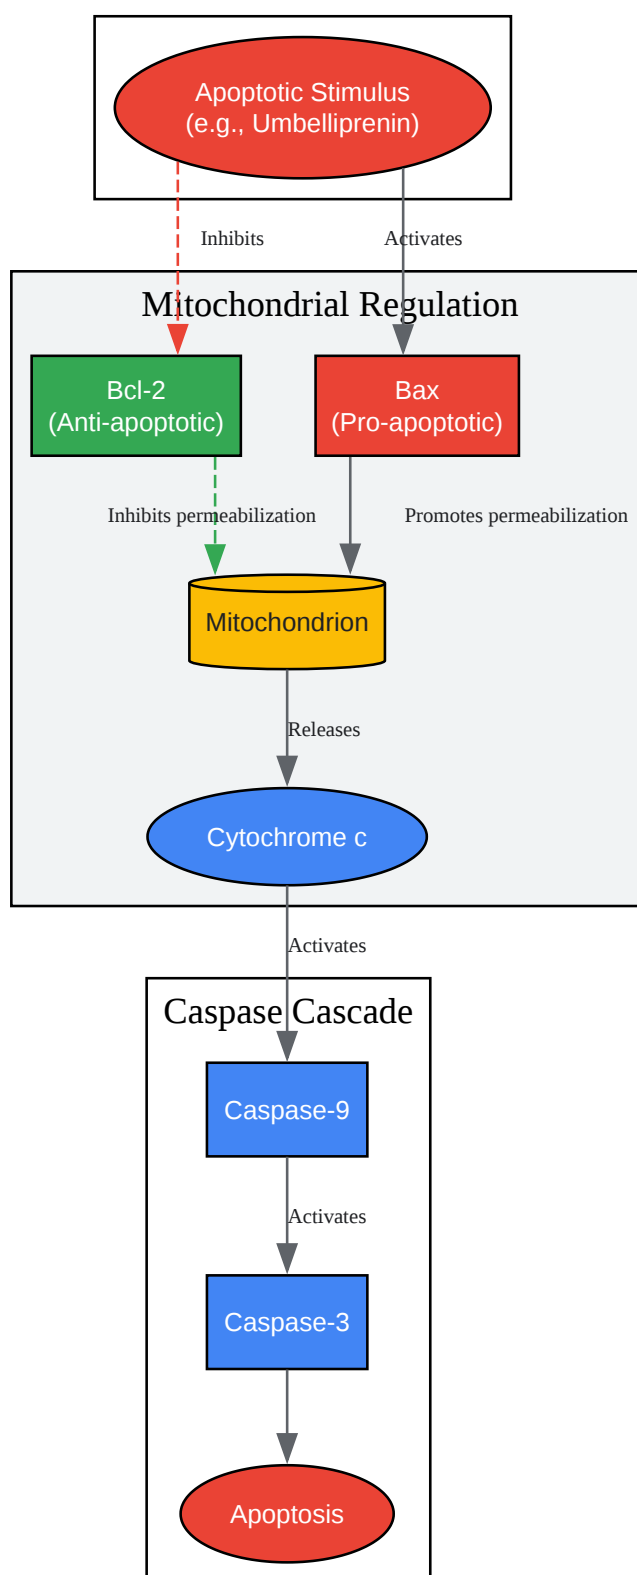 Apoptotic Stimulus
(e.g., Umbelliprenin)
Inhibits
Activates
Mitochondrial Regulation
Bcl-2
(Anti-apoptotic)
Bax
(Pro-apoptotic)
Inhibits permeabilization
Promotes permeabilization
Mitochondrion
Releases
Cytochrome c
Activates
Caspase Cascade
Caspase-9
Activates
Caspase-3
Apoptosis